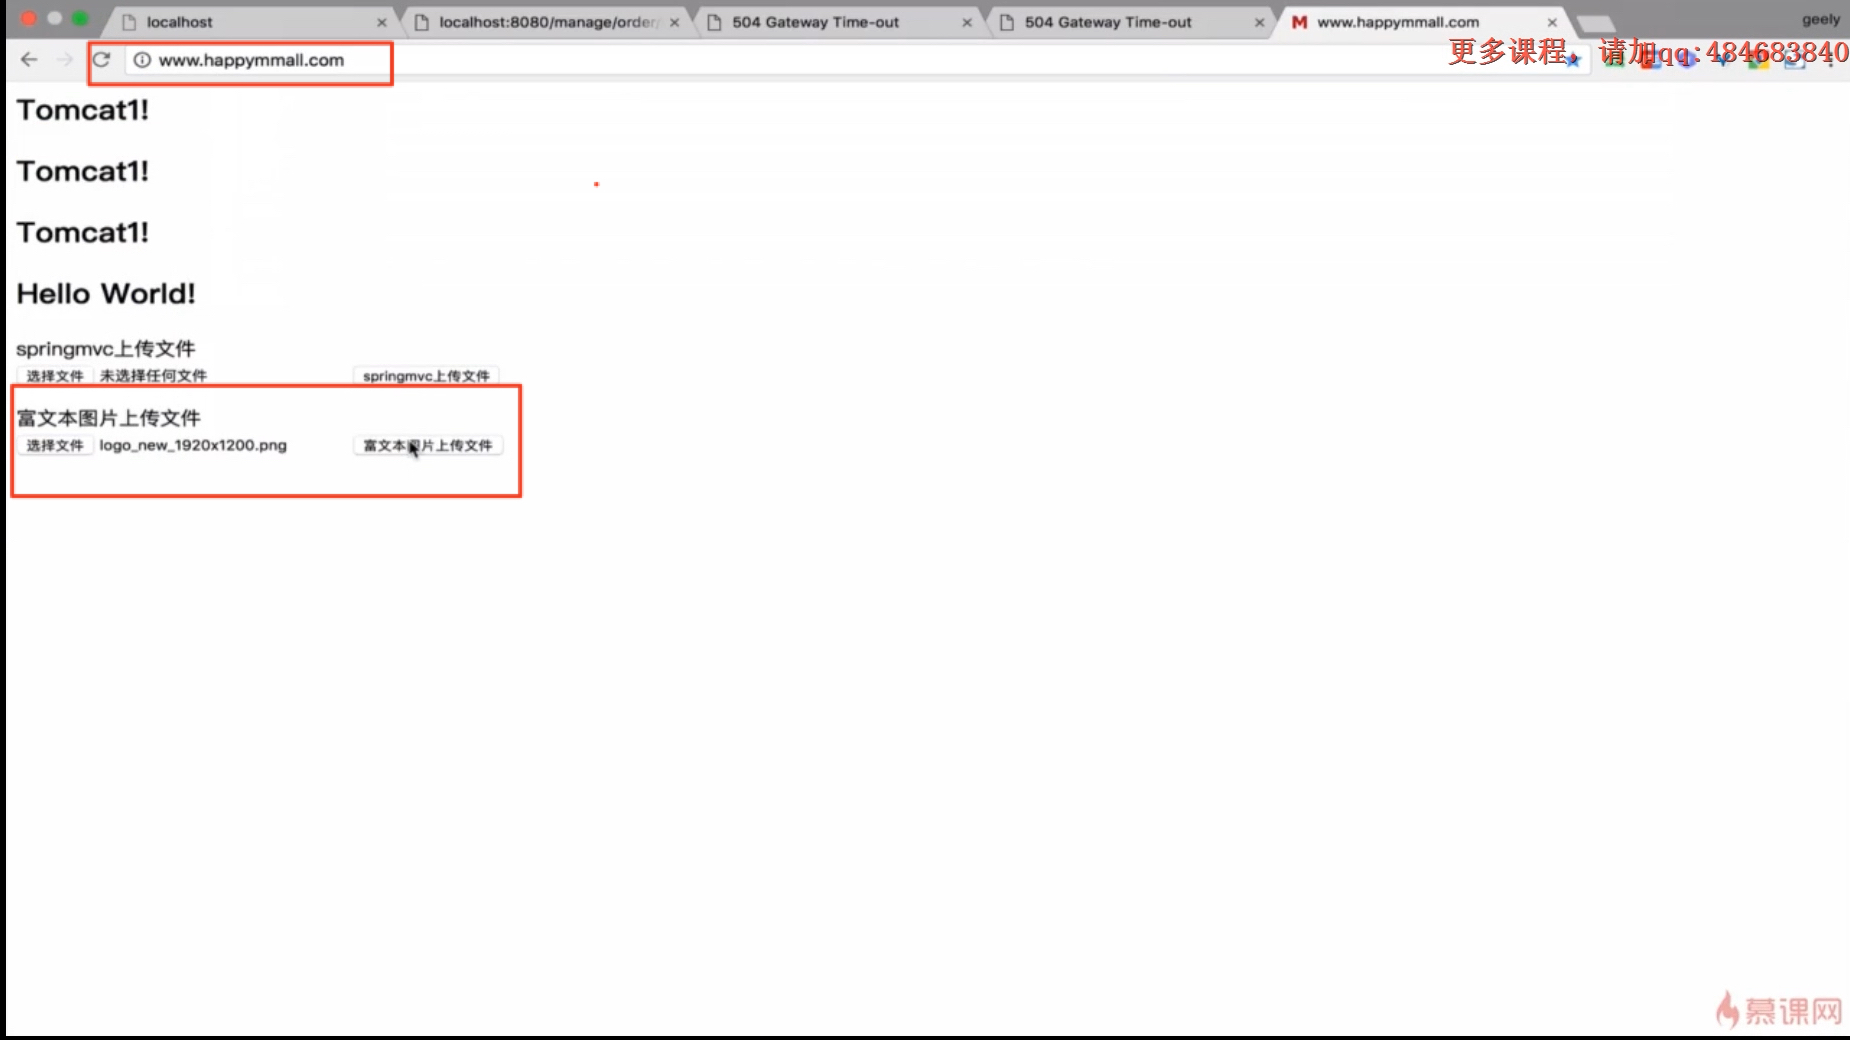 localhost
localhost:8080/manage/order
504 Gateway Time-out
504 Gateway Time-out
M www.happymmall.com
geely
www.happymmall.com
更多课程，请加qq:484683840
Tomcat1!
Tomcat1!
Tomcat1!
Hello World!
springmvc上传文件
选择文件 未选择任何文件 springmvc上传文件
富文本图片上传文件
选择文件 logo_new_1920x1200.png 富文本图片上传文件
慕课网